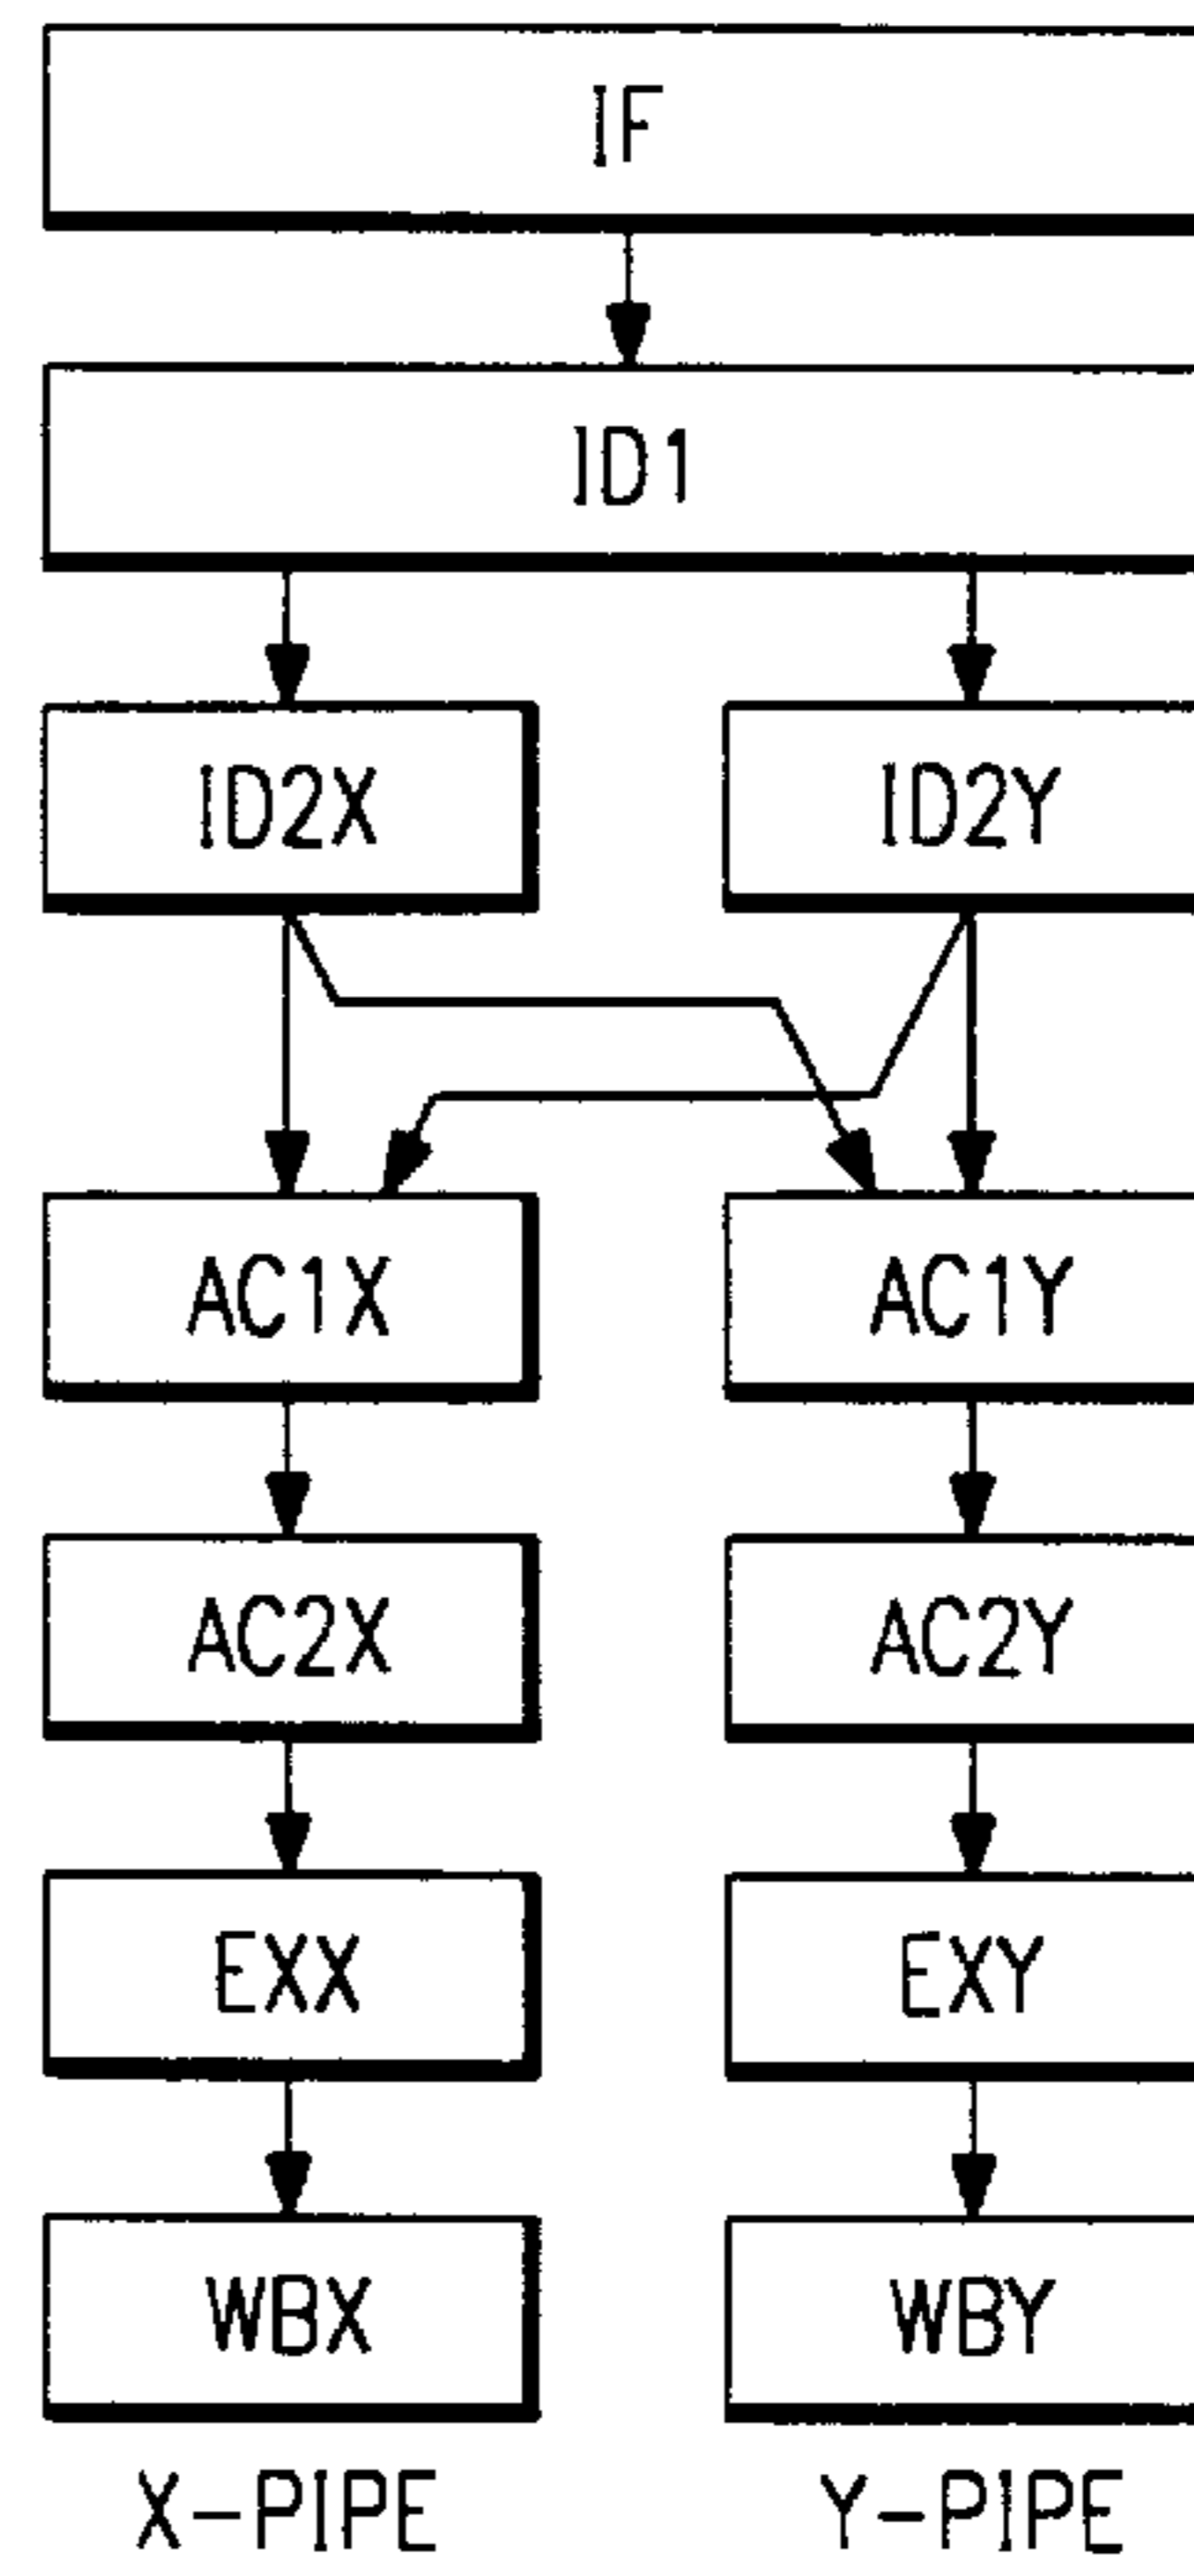 IF
ID1
ID2X ID2Y
AC1X AC1Y
AC2X AC2Y
EXX EXY
WBX WBY
X-PIPE Y-PIPE